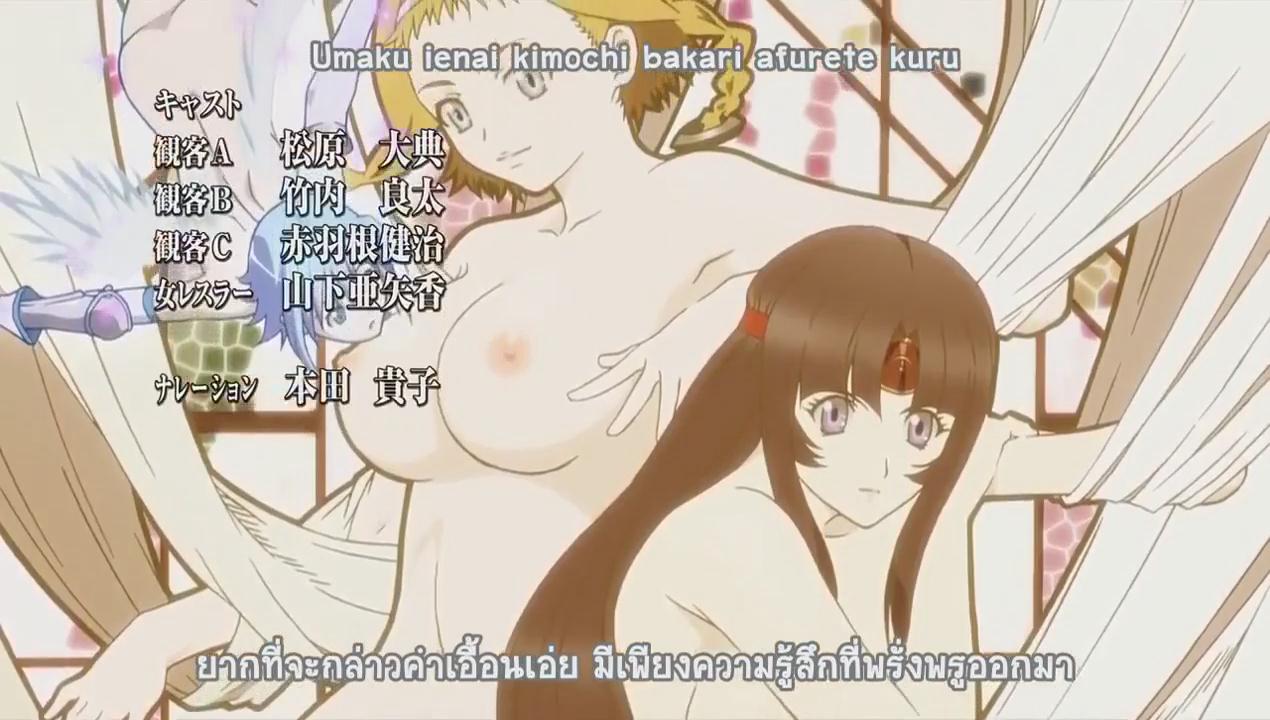 Umaku ienai kimochi bakari afurete kuru
キャスト
観客A 松原 大典
観客B 竹内 良太
観客C 赤羽根健治
女レスラー 山下亜矢香
ナレーション 本田 貴子
ยากที่จะกล่าวคำเอื้อนเอ่ย มีเพียงความรู้สึกที่พรั่งพรูออกมา